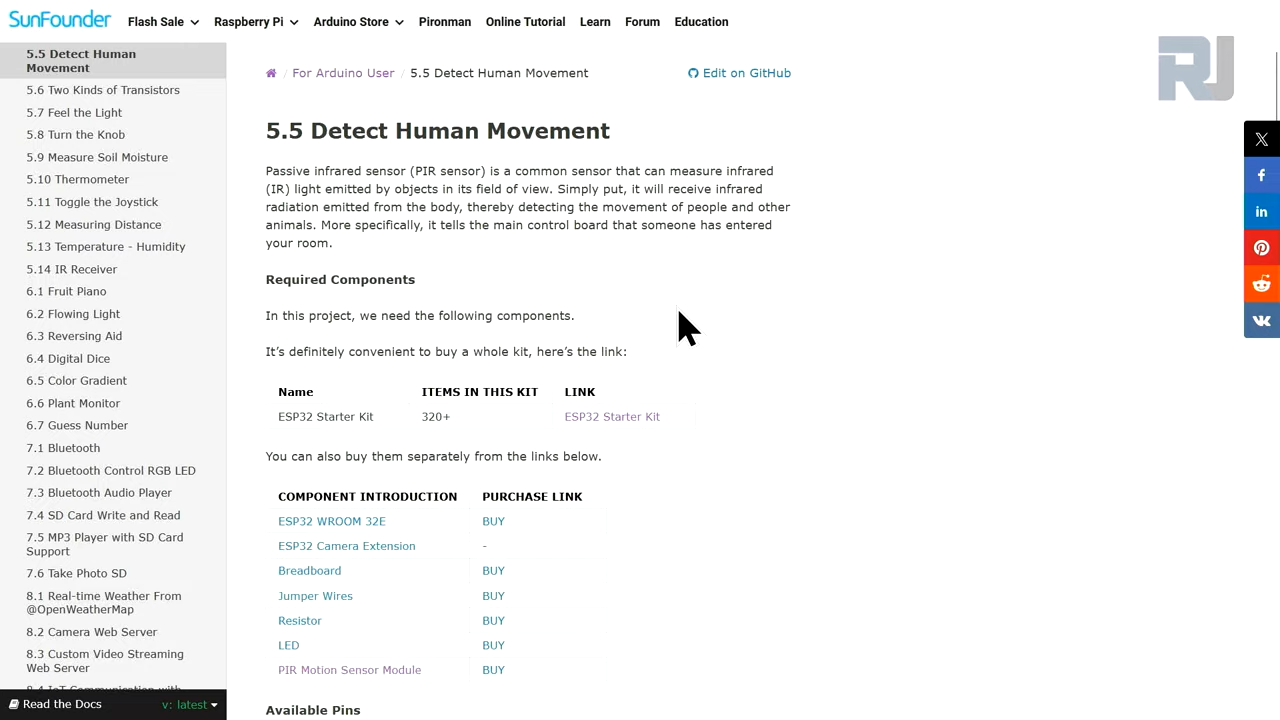 SunFounder
Flash Sale
Raspberry Pi
Arduino Store
Pironman
Online Tutorial
Learn
Forum
Education
RJ
5.5 Detect Human
Movement
5.6 Two Kinds of Transistors
5.7 Feel the Light
5.8 Turn the Knob
5.9 Measure Soil Moisture
5.10 Thermometer
5.11 Toggle the Joystick
5.12 Measuring Distance
5.13 Temperature - Humidity
5.14 IR Receiver
6.1 Fruit Piano
6.2 Flowing Light
6.3 Reversing Aid
6.4 Digital Dice
6.5 Color Gradient
6.6 Plant Monitor
6.7 Guess Number
7.1 Bluetooth
7.2 Bluetooth Control RGB LED
7.3 Bluetooth Audio Player
7.4 SD Card Write and Read
7.5 MP3 Player with SD Card
Support
7.6 Take Photo SD
8.1 Real-time Weather From
@OpenWeatherMap
8.2 Camera Web Server
8.3 Custom Video Streaming
Web Server
8.4 IoT Communication with
Read the Docs
v: latest
/ For Arduino User / 5.5 Detect Human Movement
Edit on GitHub
5.5 Detect Human Movement
Passive infrared sensor (PIR sensor) is a common sensor that can measure infrared
(IR) light emitted by objects in its field of view. Simply put, it will receive infrared
radiation emitted from the body, thereby detecting the movement of people and other
animals. More specifically, it tells the main control board that someone has entered
your room.
Required Components
In this project, we need the following components.
It’s definitely convenient to buy a whole kit, here’s the link:
Name ITEMS IN THIS KIT LINK
ESP32 Starter Kit 320+ ESP32 Starter Kit
You can also buy them separately from the links below.
COMPONENT INTRODUCTION PURCHASE LINK
ESP32 WROOM 32E BUY
ESP32 Camera Extension -
Breadboard BUY
Jumper Wires BUY
Resistor BUY
LED BUY
PIR Motion Sensor Module BUY
Available Pins